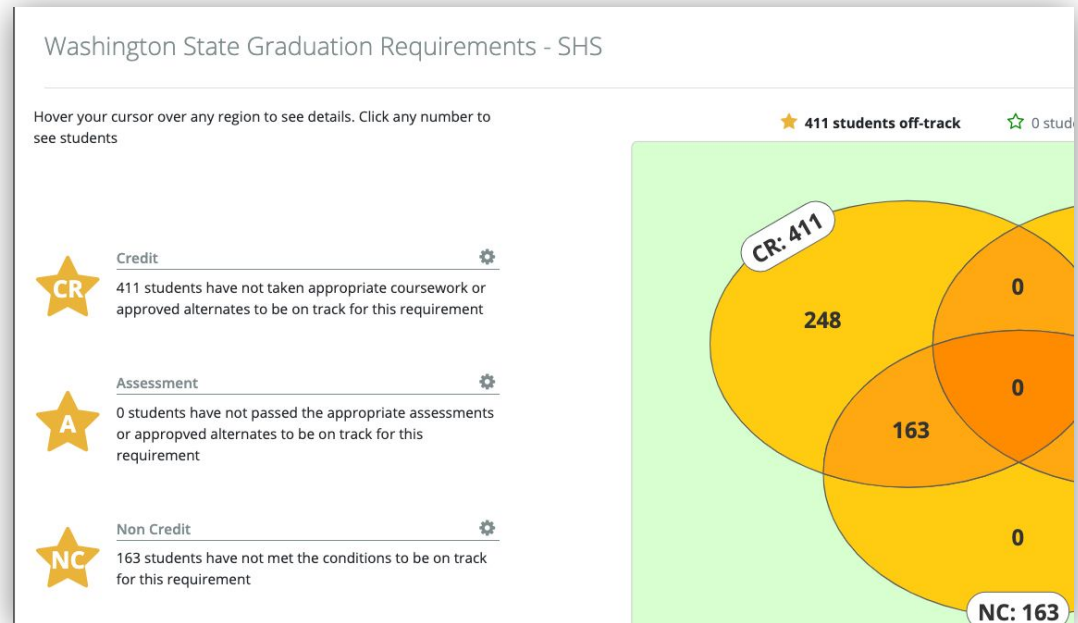 Washington State Graduation Requirements - SHS
Hover your cursor over any region to see details. Click any number to
see students
411 students off-track
0 stud
CR
Credit
411 students have not taken appropriate coursework or
approved alternates to be on track for this requirement
A
Assessment
0 students have not passed the appropriate assessments
or appropved alternates to be on track for this
requirement
NC
Non Credit
163 students have not met the conditions to be on track
for this requirement
CR: 411
0
248
0
163
0
NC: 163